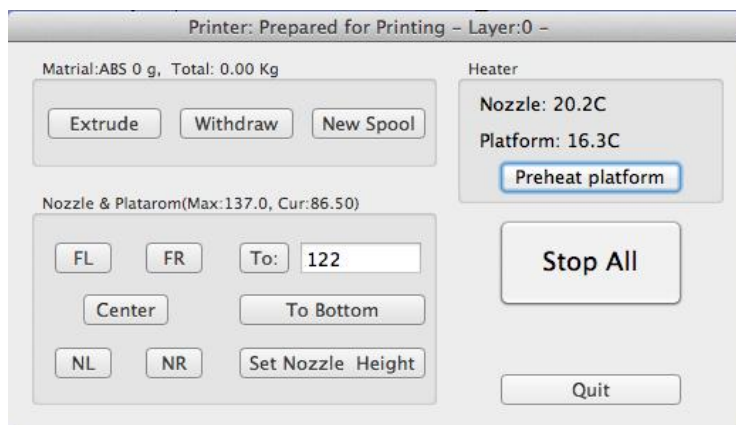 Printer: Prepared for Printing – Layer:0 –
Matrial:ABS 0 g, Total: 0.00 Kg
Extrude Withdraw New Spool
Heater
Nozzle: 20.2C
Platform: 16.3C
Preheat platform
Nozzle & Platarom(Max:137.0, Cur:86.50)
FL FR To: 122
Center To Bottom
NL NR Set Nozzle Height
Stop All
Quit